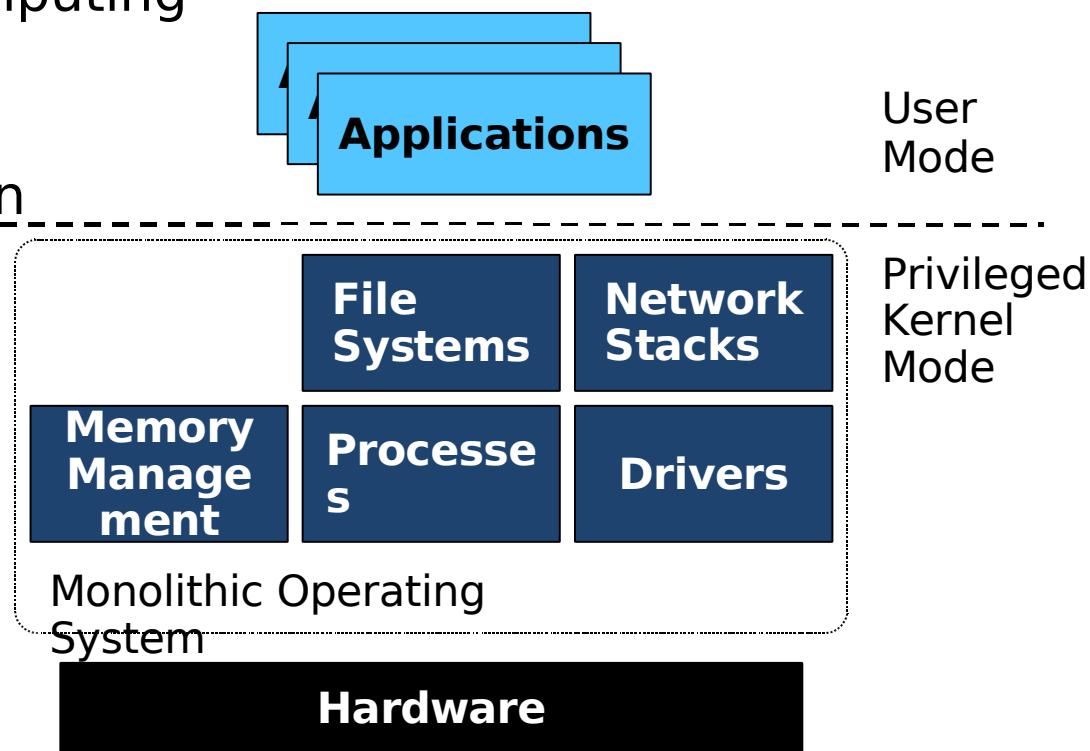 Applications
User
Mode
File
Systems
Network
Stacks
Privileged
Kernel
Mode
Memory
Manage
ment
Processe
s
Drivers
Monolithic Operating
System
Hardware